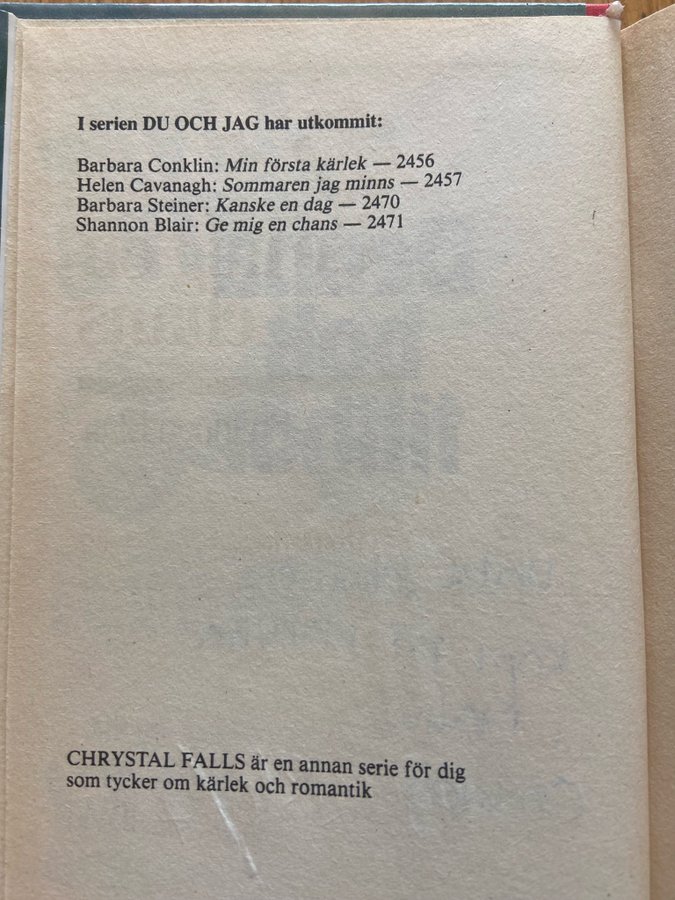 I serien DU OCH JAG har utkommit:
Barbara Conklin: Min första kärlek — 2456
Helen Cavanagh: Sommaren jag minns — 2457
Barbara Steiner: Kanske en dag — 2470
Shannon Blair: Ge mig en chans — 2471
CHRYSTAL FALLS är en annan serie för dig
som tycker om kärlek och romantik